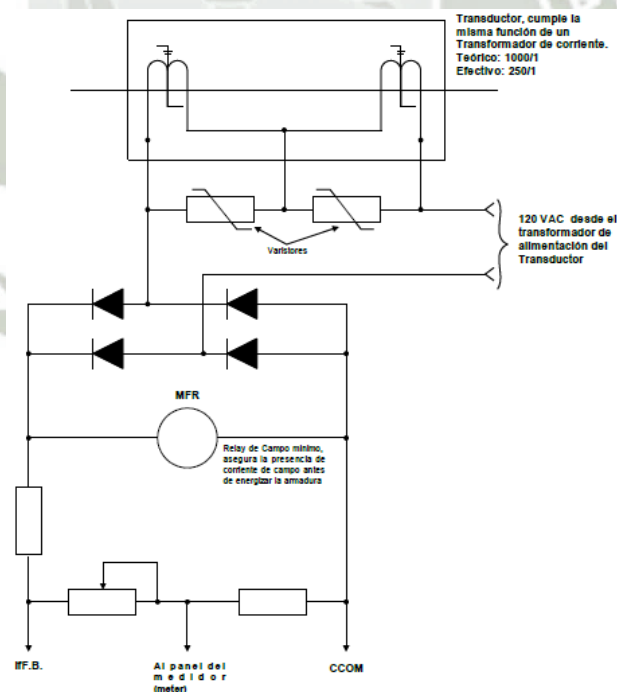 Transductor, cumple la
misma función de un
Transformador de corriente.
Teórico: 1000/1
Efectivo: 250/1
Varistores
120 VAC desde el
transformador de
alimentación del
Transductor
MFR
Relay de Campo minimo,
asegura la presencia de
corriente de campo antes
de energizar la armadura
IfF.B.
Al panel del
medidor
(meter)
CCOM